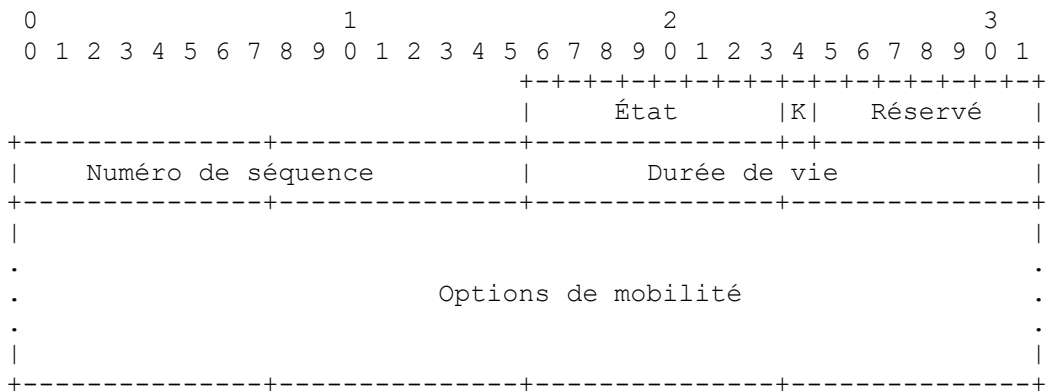 0                   1                   2                   3
 0 1 2 3 4 5 6 7 8 9 0 1 2 3 4 5 6 7 8 9 0 1 2 3 4 5 6 7 8 9 0 1
                                +-+-+-+-+-+-+-+-+-+-+-+-+-+-+-+-+
                                |     État      |K|   Réservé   |
+---------------+---------------+---------------+-+-------------+
|    Numéro de séquence         |       Durée de vie            |
+---------------+---------------+---------------+---------------+
|                                                               |
.                                                               .
.                          Options de mobilité                  .
.                                                               .
|                                                               |
+---------------+---------------+---------------+---------------+